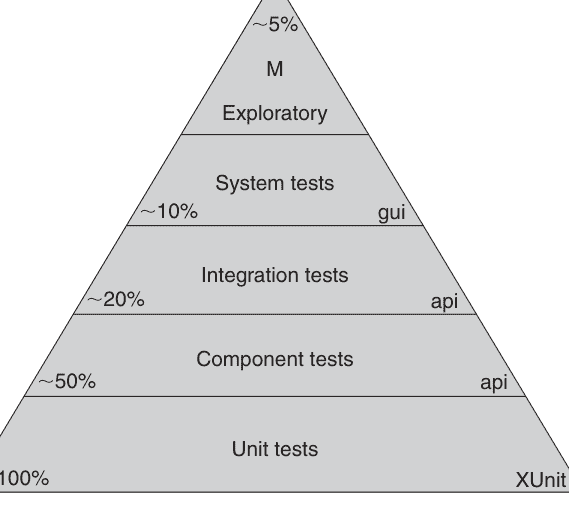 ~5%
M
Exploratory
System tests
~10% gui
Integration tests
~20% api
Component tests
~50% api
Unit tests
100% XUnit